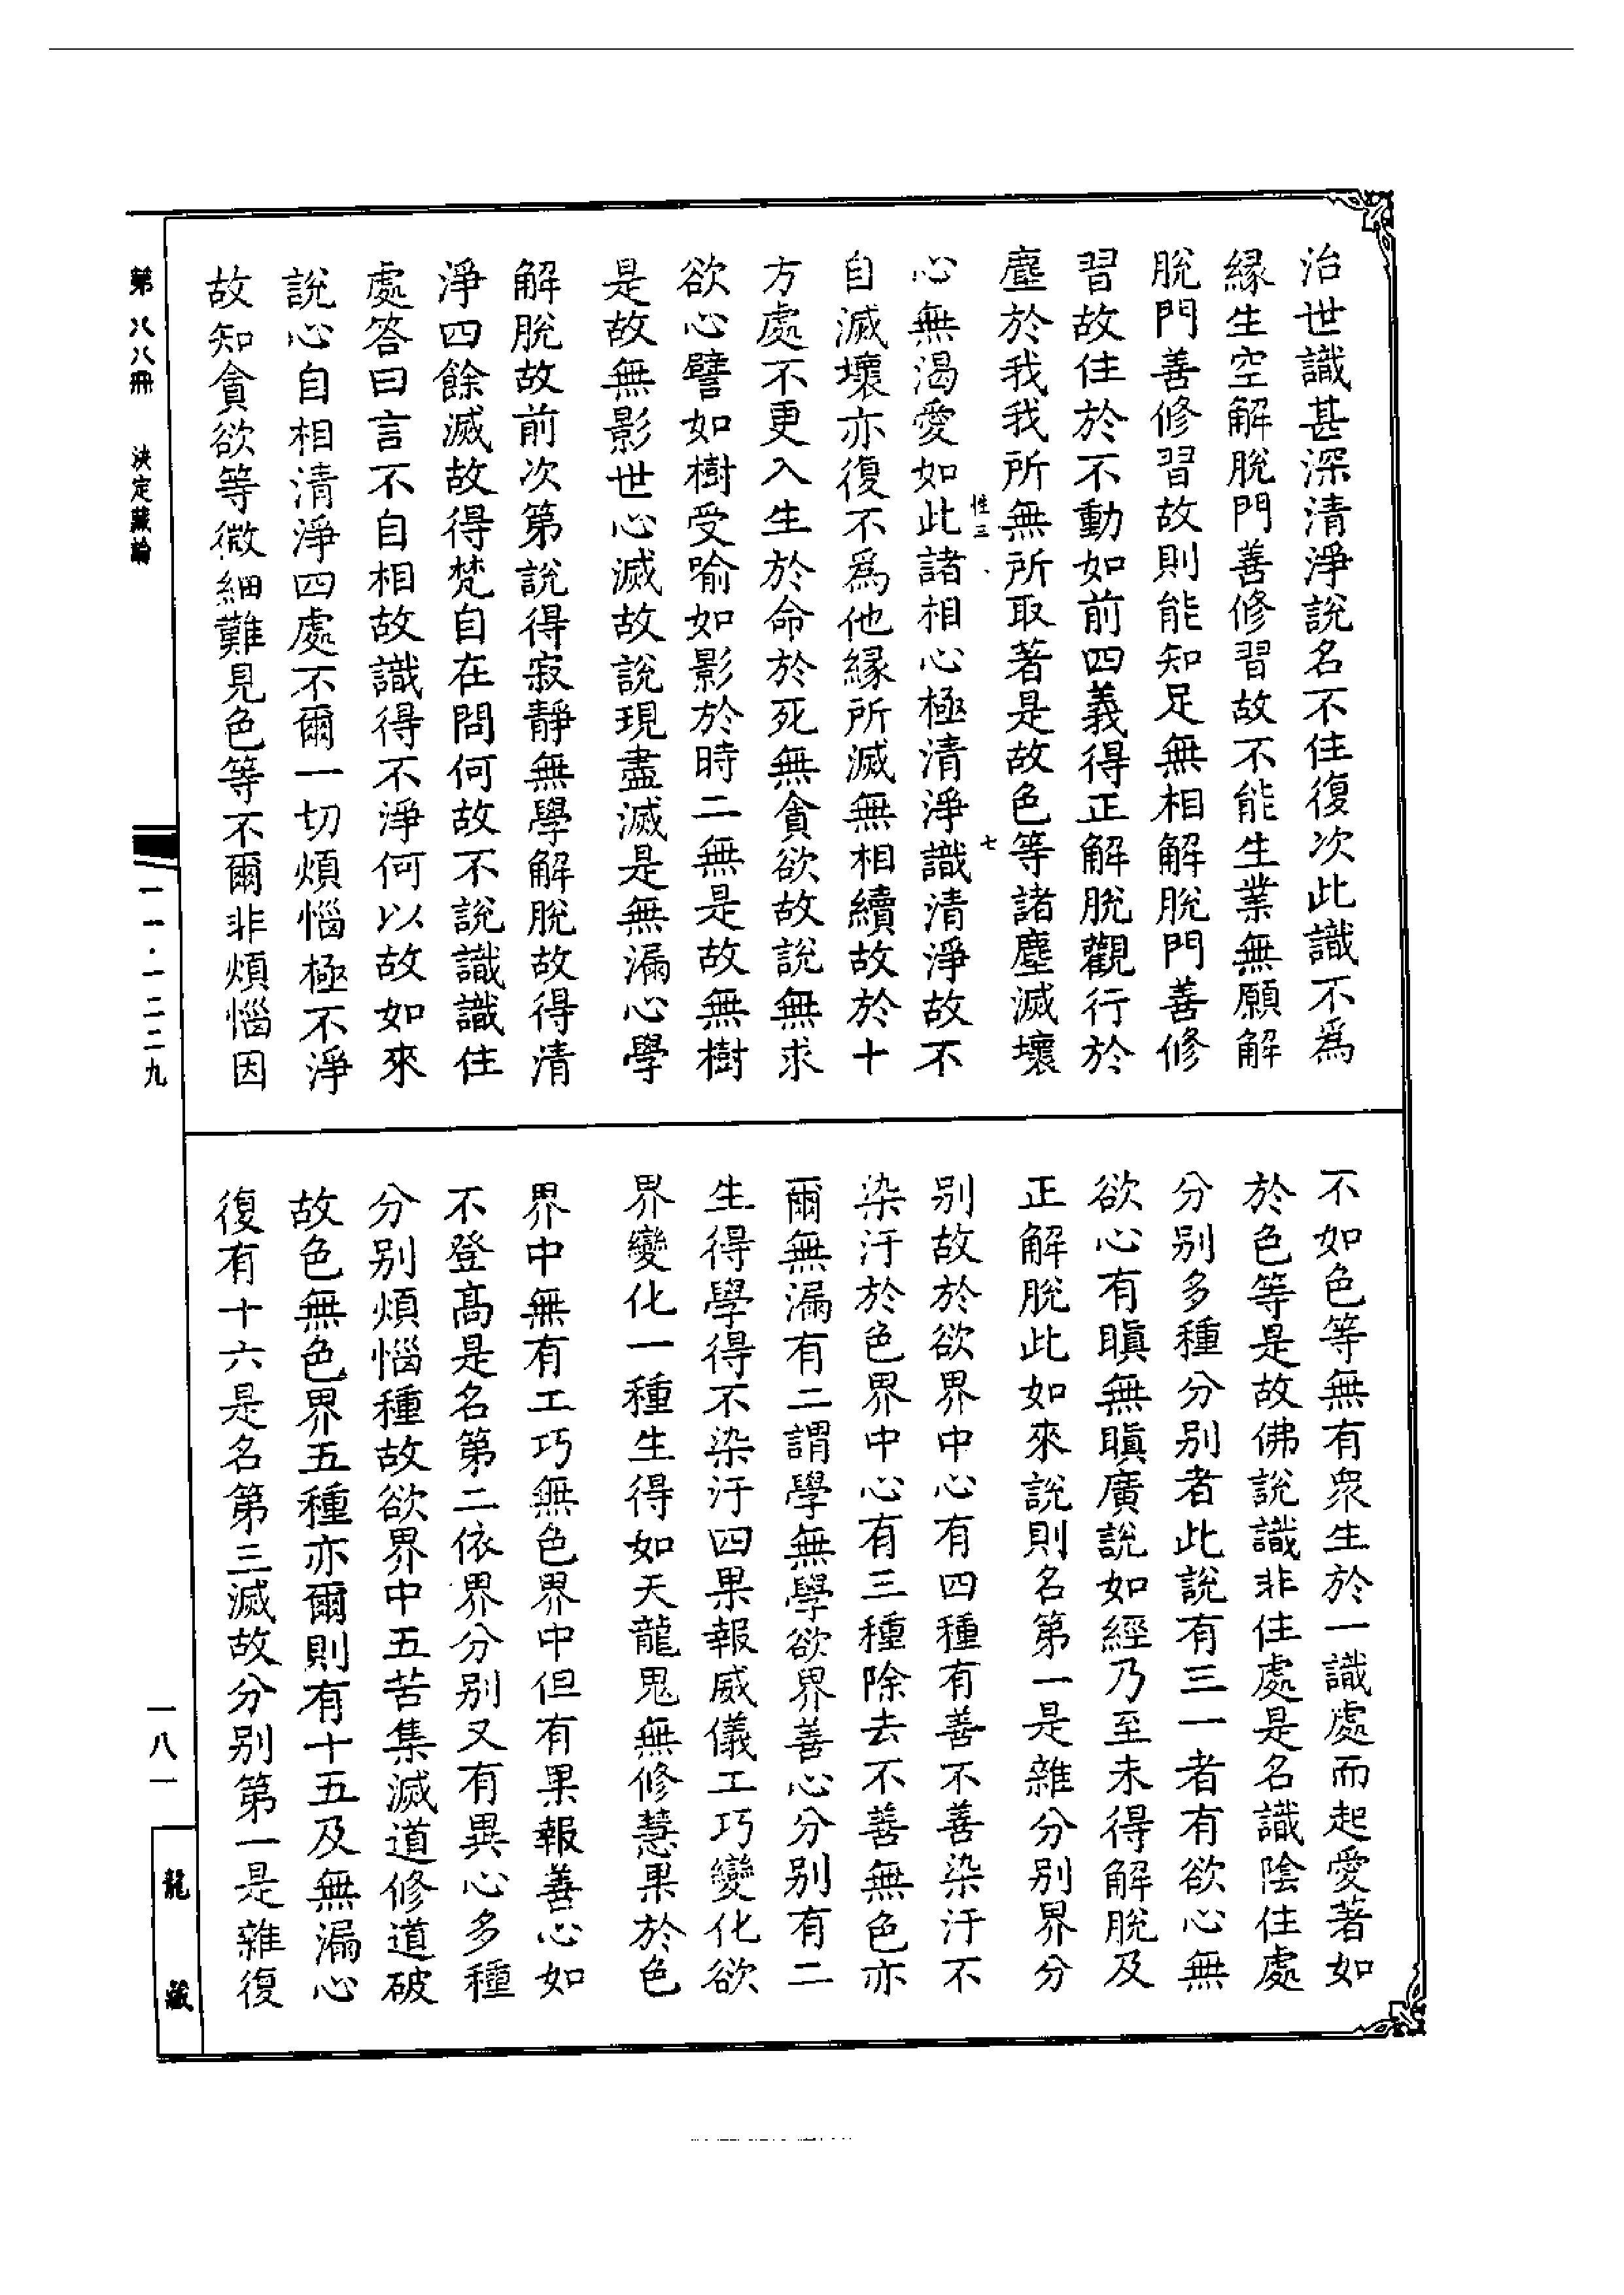 治世識甚深清淨說名不住復次此識不爲
緣生空解脫門善修習故不能生業無願解
脫門善修習故則能知足無相解脫門善修
習故住於不動如前四義得正解脫觀行於
塵於我我所無所取著是故色等諸塵滅壞
性三
七
心無渴愛如此諸相心極清淨識清淨故不
自滅壞亦復不爲他緣所滅無相續故於十
方處不更入生於命於死無貪欲故說無求
欲心譬如樹受喻如影於時二無是故無樹
是故無影世心滅故說現盡滅是無漏心學
解脫故前次第說得寂靜無學解脫故得清
淨四餘滅故得梵自在問何故不說識識住
處答曰言不自相故識得不淨何以故如來
說心自相清淨四處不爾一切煩惱極不淨
故知貪欲等微細難見色等不爾非煩惱因
不如色等無有衆生於一識處而起愛著如
於色等是故佛說識非住處是名識陰住處
分別多種分別者此說有三一者有欲心無
欲心有瞋無瞋廣說如經乃至未得解脫及
正解脫此如來說則名第一是雜分別界分
別故於欲界中心有四種有善不善染汙不
染汙於色界中心有三種除去不善無色亦
爾無漏有二謂學無學欲界善心分別有二
生得學得不染汙四果報威儀工巧變化欲
界變化一種生得如天龍鬼無修慧果於色
界中無有工巧無色界中但有果報善心如
不登高是名第二依界分別又有異心多種
分別煩惱種故欲界中五苦集滅道修道破
故色無色界五種亦爾則有十五及無漏心
復有十六是名第三滅故分別第一是雜復
第八八冊 決定藏論
一一·一二二九
一八一
龍藏